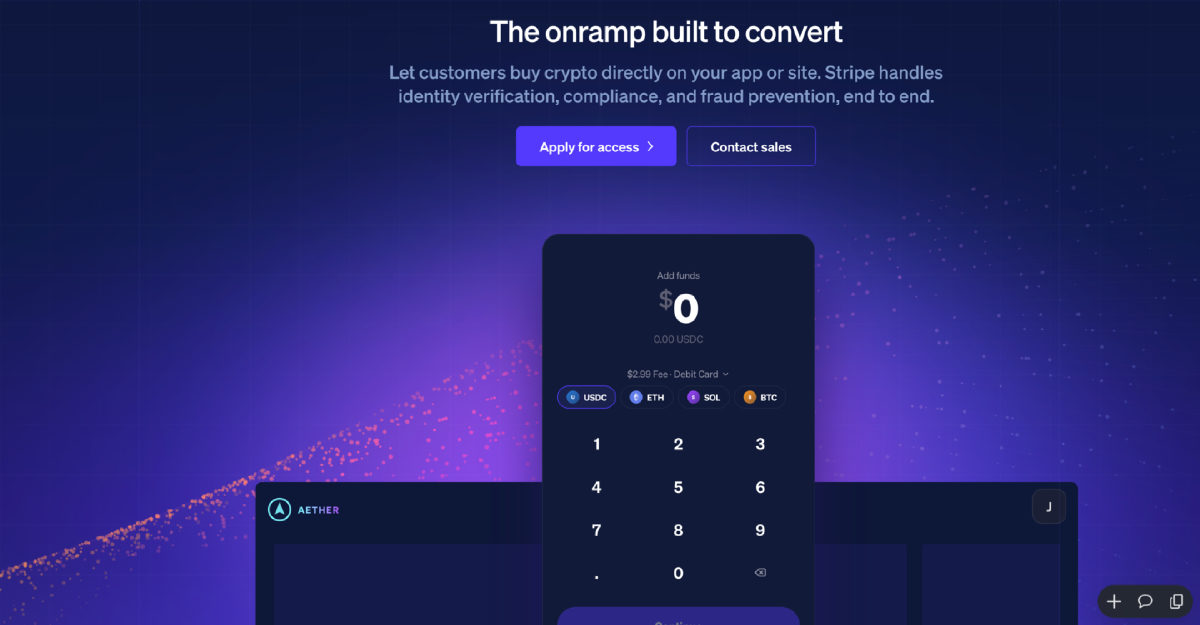 The onramp built to convert
Let customers buy crypto directly on your app or site. Stripe handles
identity verification, compliance, and fraud prevention, end to end.
Apply for access
Contact sales
Add funds
$0
0.00 USDC
$2.99 Fee · Debit Card
USDC ETH SOL BTC
1 2 3
4 5 6
AETHER
J
7 8 9
. 0